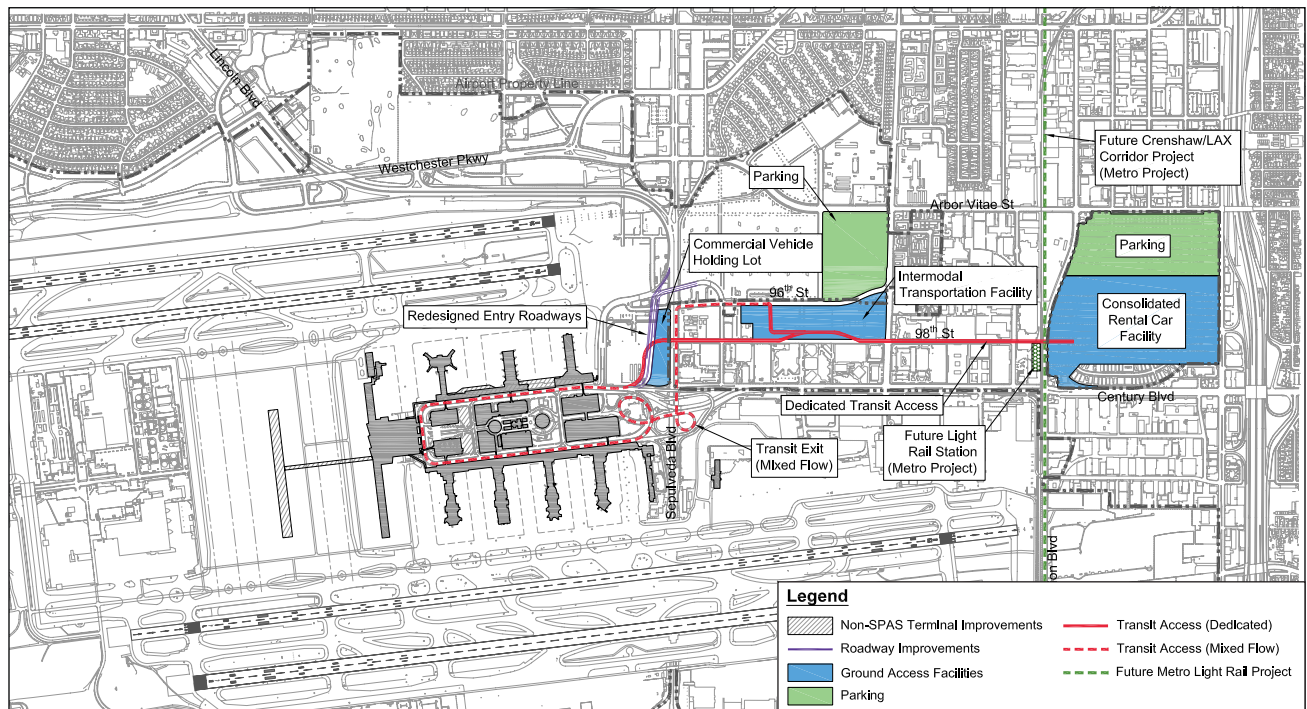 Lincoln Blvd
Airport Property Line
Westchester Pkwy
Future Crenshaw/LAX
Corridor Project
(Metro Project)
Parking
Arbor Vitae St
Commercial Vehicle
Holding Lot
Parking
96th St
Intermodal
Transportation Facility
Redesigned Entry Roadways
Consolidated
Rental Car
Facility
98th St
Century Blvd
Dedicated Transit Access
Sepulveda Blvd
Transit Exit
(Mixed Flow)
Future Light
Rail Station
(Metro Project)
Blvd
Legend
Non-SPAS Terminal Improvements
Roadway Improvements
Ground Access Facilities
Parking
Transit Access (Dedicated)
Transit Access (Mixed Flow)
Future Metro Light Rail Project